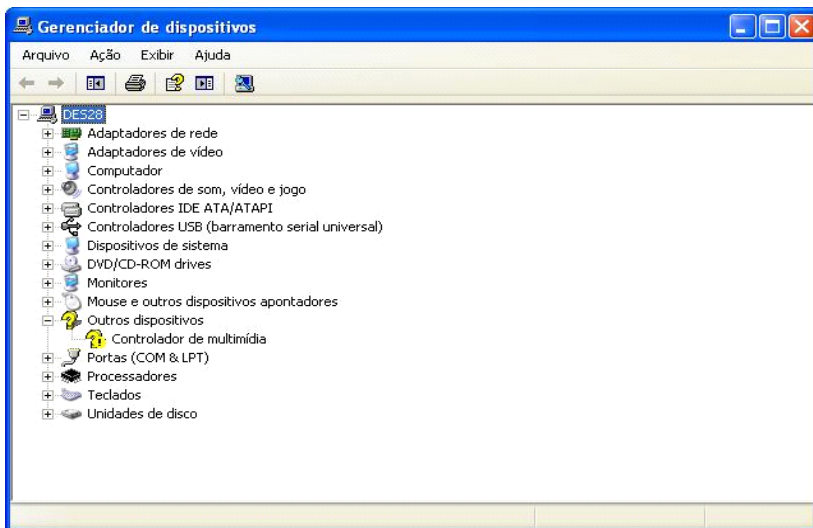 Gerenciador de dispositivos
Arquivo Ação Exibir Ajuda
DES28
Adaptadores de rede
Adaptadores de vídeo
Computador
Controladores de som, vídeo e jogo
Controladores IDE ATA/ATAPI
Controladores USB (barramento serial universal)
Dispositivos de sistema
DVD/CD-ROM drives
Monitores
Mouse e outros dispositivos apontadores
Outros dispositivos
Controlador de multimídia
Portas (COM & LPT)
Processadores
Teclados
Unidades de disco